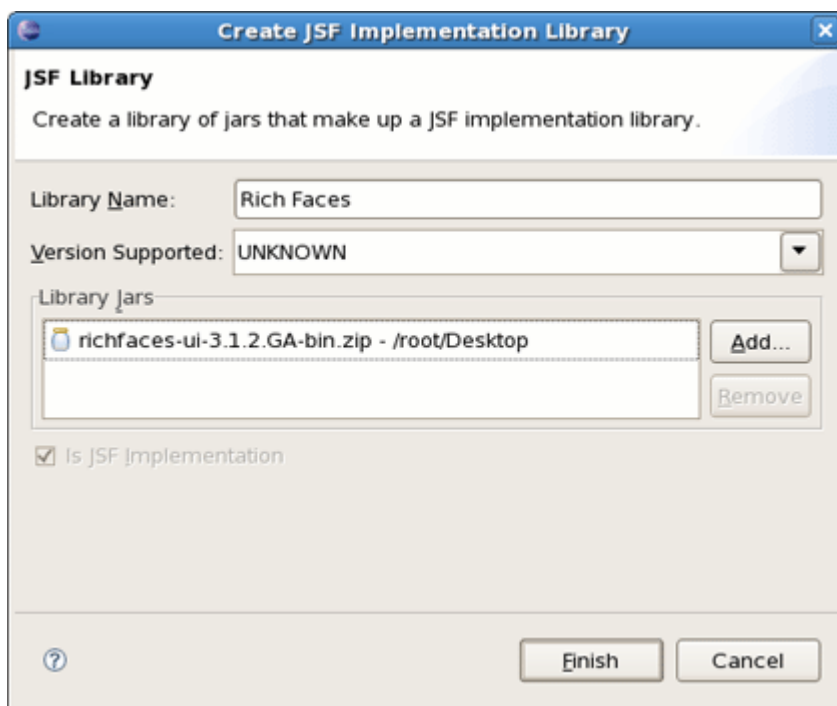 Create JSF Implementation Library
JSF Library
Create a library of jars that make up a JSF implementation library.
Library Name: Rich Faces
Version Supported: UNKNOWN
Library Jars
richfaces-ui-3.1.2.GA-bin.zip - /root/Desktop
Add...
Remove
Is JSF Implementation
?
Finish Cancel